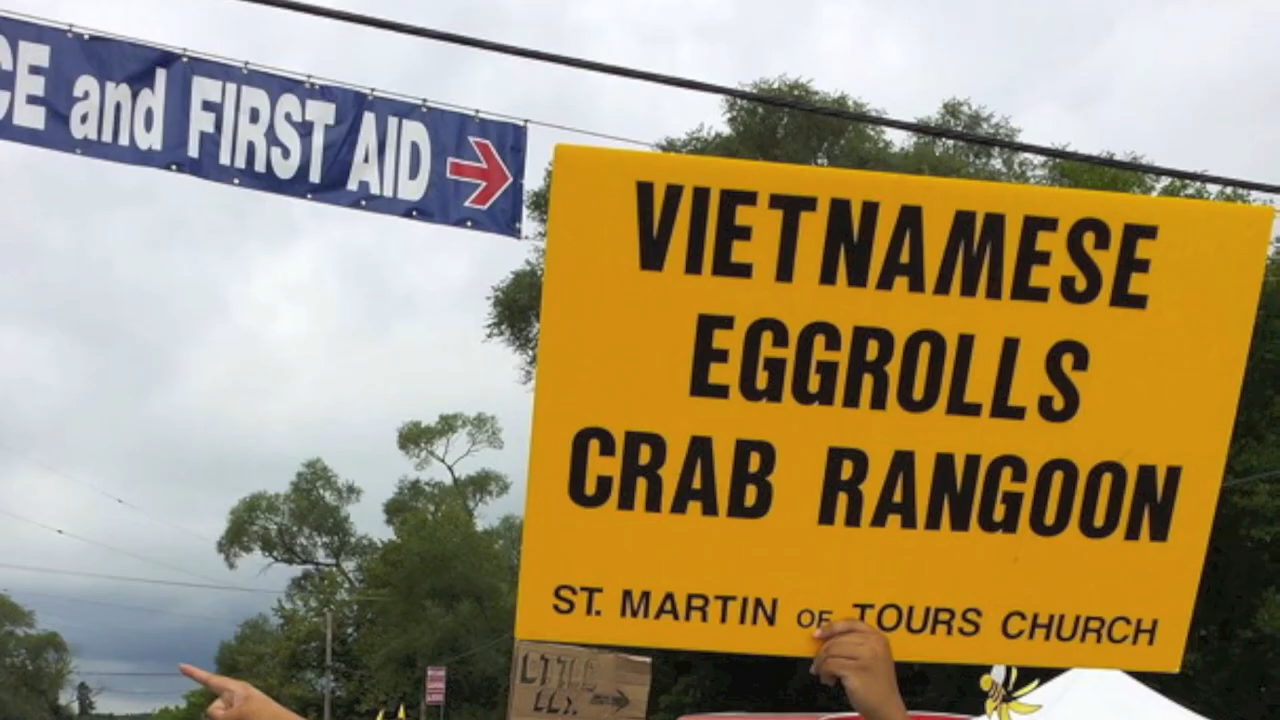 CE and FIRST AID
VIETNAMESE
EGGROLLS
CRAB RANGOON
ST. MARTIN OF TOURS CHURCH